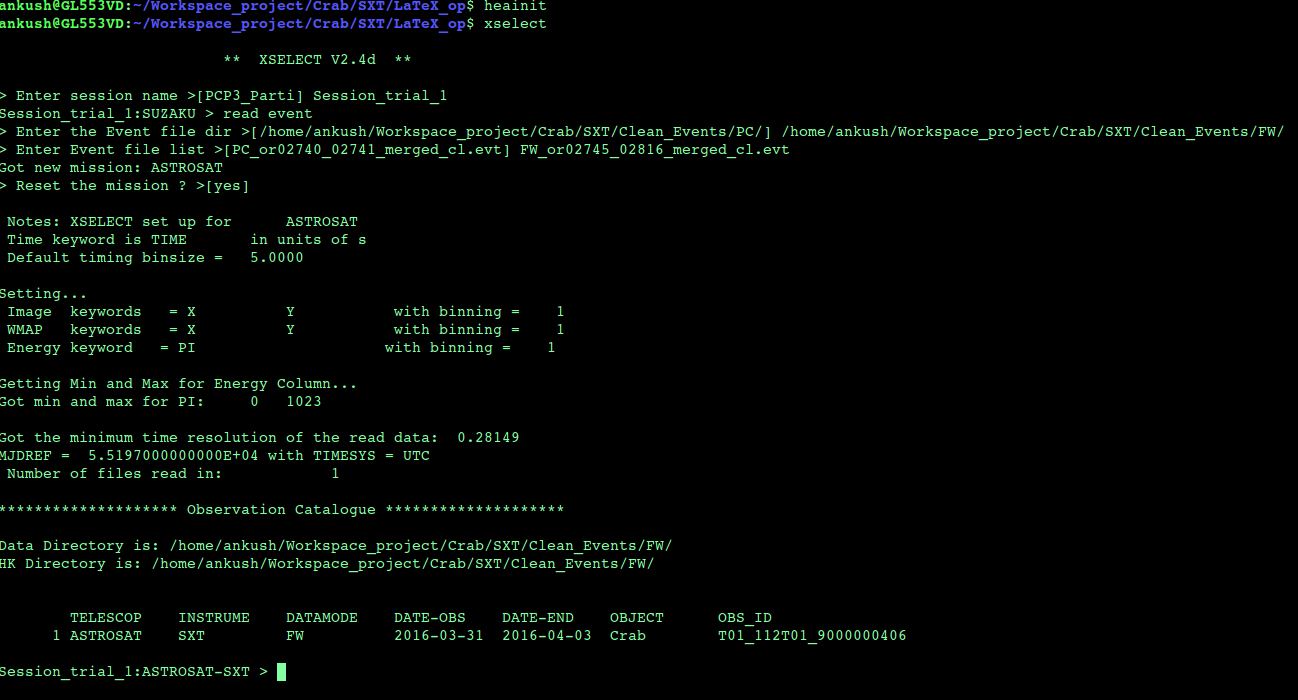 ankush@GL553VD:~/Workspace_project/Crab/SXT/LaTeX_op$ heainit
ankush@GL553VD:~/Workspace_project/Crab/SXT/LaTeX_op$ xselect
** XSELECT V2.4d **
> Enter session name >[PCP3_Parti] Session_trial_1
Session_trial_1:SUZAKU > read event
> Enter the Event file dir >[/home/ankush/Workspace_project/Crab/SXT/Clean_Events/PC/] /home/ankush/Workspace_project/Crab/SXT/Clean_Events/FW/
> Enter Event file list >[PC_or02740_02741_merged_cl.evt] FW_or02745_02816_merged_cl.evt
Got new mission: ASTROSAT
> Reset the mission ? >[yes]
Notes: XSELECT set up for ASTROSAT
Time keyword is TIME in units of s
Default timing binsize = 5.0000
Setting...
Image keywords = X Y with binning = 1
WMAP keywords = X Y with binning = 1
Energy keyword = PI with binning = 1
Getting Min and Max for Energy Column...
Got min and max for PI: 0 1023
Got the minimum time resolution of the read data: 0.28149
MJDREF = 5.5197000000000E+04 with TIMESYS = UTC
Number of files read in: 1
******************** Observation Catalogue ********************
Data Directory is: /home/ankush/Workspace_project/Crab/SXT/Clean_Events/FW/
HK Directory is: /home/ankush/Workspace_project/Crab/SXT/Clean_Events/FW/
TELESCOP INSTRUME DATAMODE DATE-OBS DATE-END OBJECT OBS_ID
1 ASTROSAT SXT FW 2016-03-31 2016-04-03 Crab T01_112T01_9000000406
Session_trial_1:ASTROSAT-SXT >